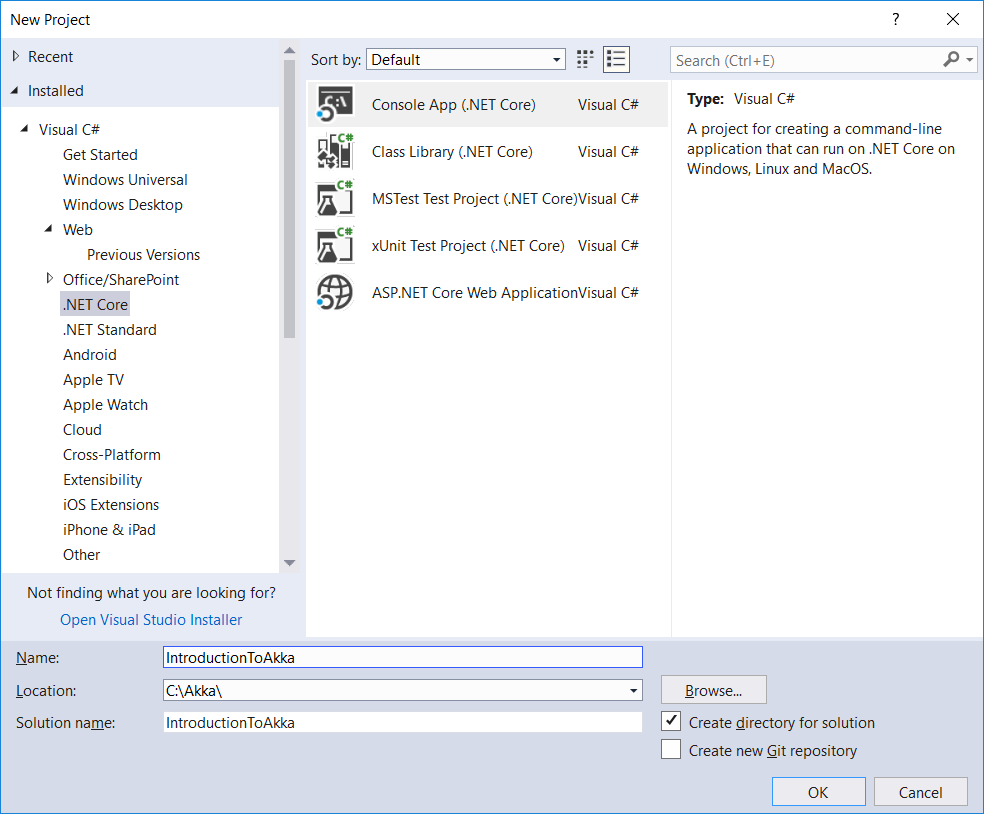 New Project
?
Recent
Installed
Visual C#
Get Started
Windows Universal
Windows Desktop
Web
Previous Versions
Office/SharePoint
.NET Core
.NET Standard
Android
Apple TV
Apple Watch
Cloud
Cross-Platform
Extensibility
iOS Extensions
iPhone & iPad
Other
Not finding what you are looking for?
Open Visual Studio Installer
Sort by: Default
Search (Ctrl+E)
Console App (.NET Core) Visual C#
C# Class Library (.NET Core) Visual C#
C# MSTest Test Project (.NET Core) Visual C#
C# xUnit Test Project (.NET Core) Visual C#
ASP.NET Core Web Application Visual C#
Type: Visual C#
A project for creating a command-line
application that can run on .NET Core on
Windows, Linux and MacOS.
Name: IntroductionToAkka
Location: C:\Akka\
Browse...
Solution name: IntroductionToAkka
Create directory for solution
Create new Git repository
OK Cancel